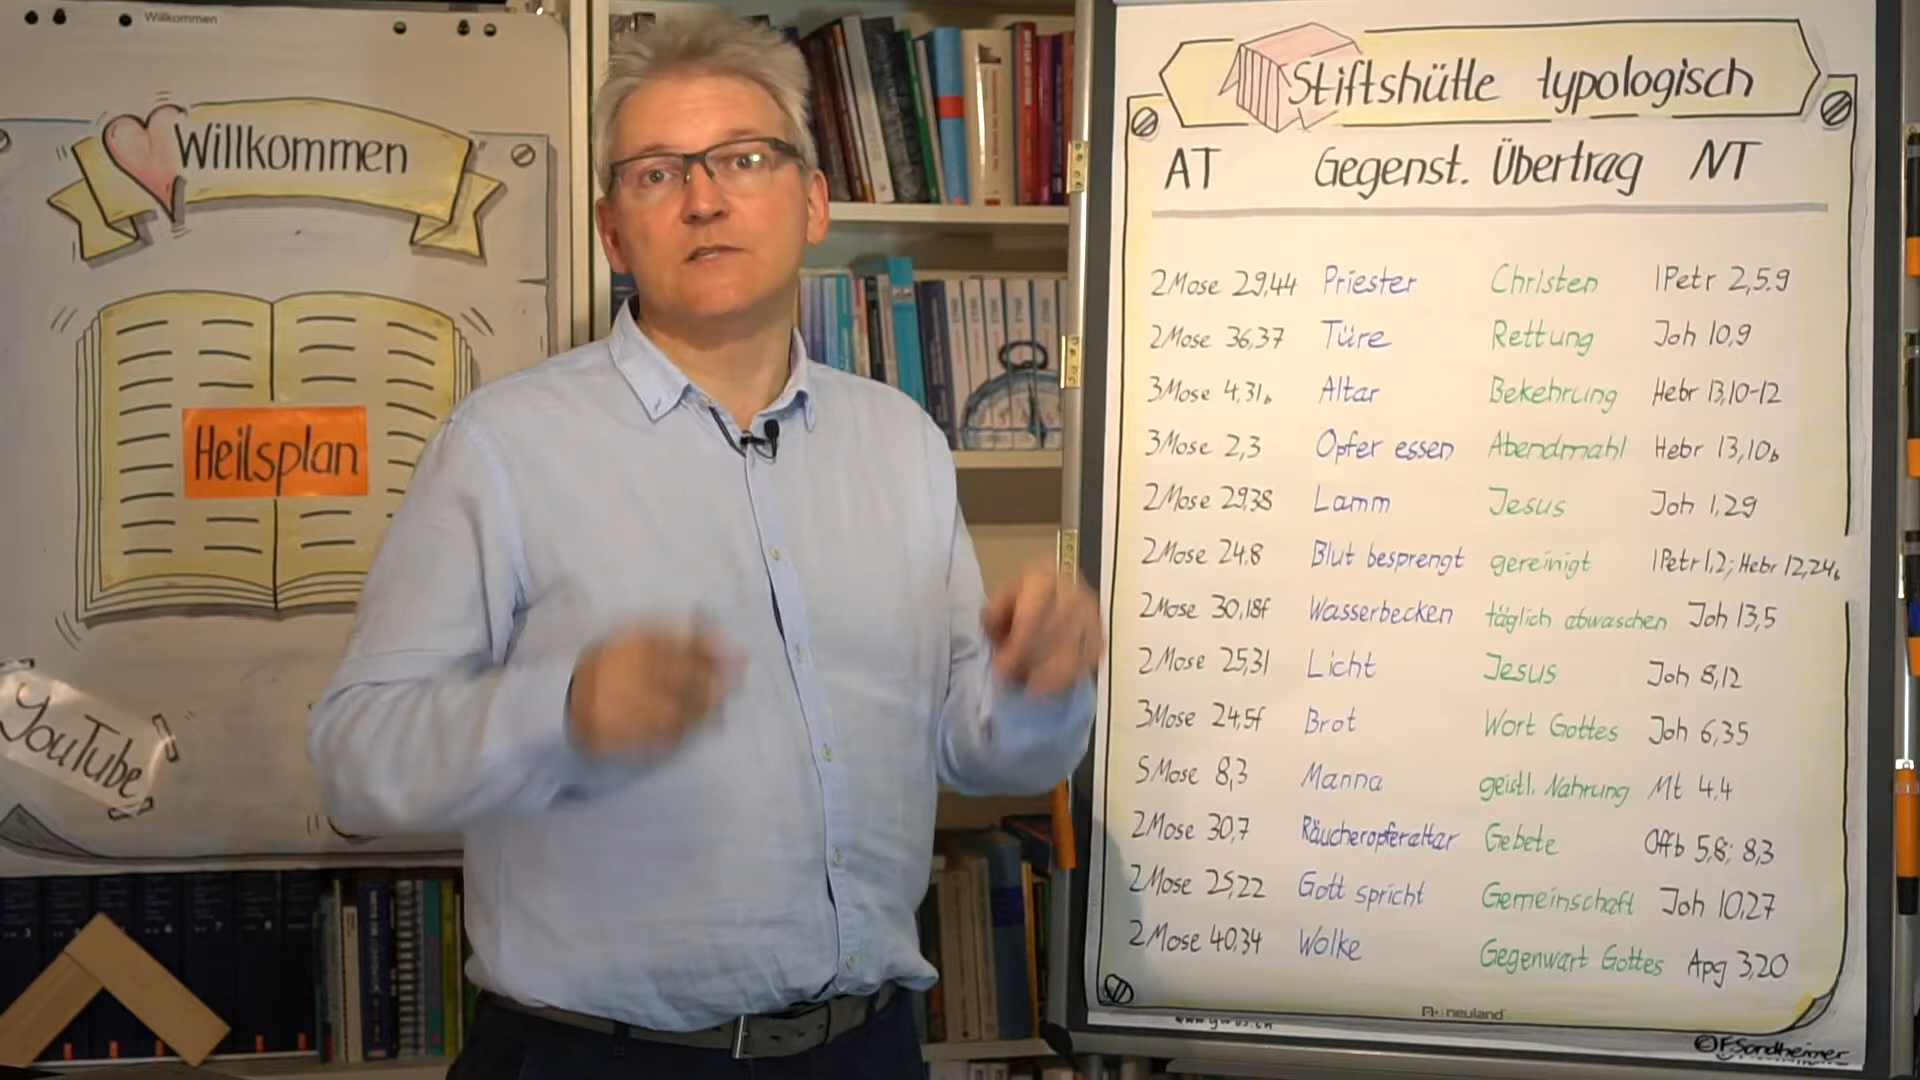 Willkommen
Willkommen
Heilsplan
YouTube
Stiftshütte typologisch
AT Gegenst. Übertrag NT
2Mose 29,44 Priester Christen 1Petr 2,5.9
2Mose 36,37 Türe Rettung Joh 10,9
3Mose 4,31b Altar Bekehrung Hebr 13,10-12
3Mose 2,3 Opfer essen Abendmahl Hebr 13,10b
2Mose 29,38 Lamm Jesus Joh 1,29
2Mose 24,8 Blut besprengt gereinigt 1Petr 1,2; Hebr 12,24b
2Mose 30,18f Wasserbecken täglich abwaschen Joh 13,5
2Mose 25,31 Licht Jesus Joh 8,12
3Mose 24,5f Brot Wort Gottes Joh 6,35
5Mose 8,3 Manna geistl. Nahrung Mt 4,4
2Mose 30,7 Räucheropferaltar Gebete Offb 5,8; 8,3
2Mose 25,22 Gott spricht Gemeinschaft Joh 10,27
2Mose 40,34 Wolke Gegenwart Gottes Apg 3,20
neuland
©FSondheimer